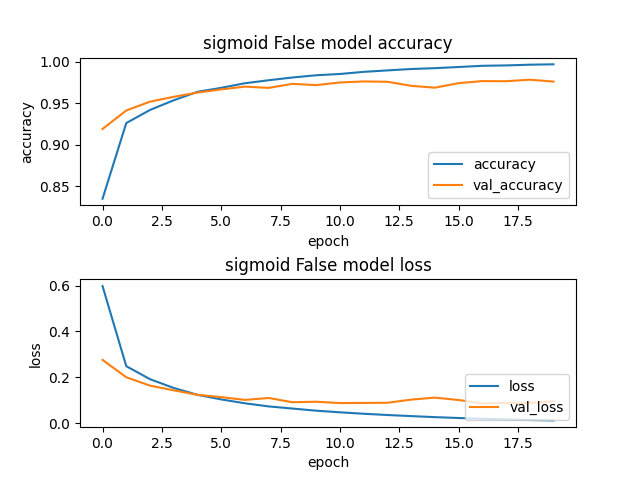 sigmoid False model accuracy
1.00
0.95
0.90
0.85
accuracy
accuracy
val_accuracy
0.0 2.5 5.0 7.5 10.0 12.5 15.0 17.5
epoch
sigmoid False model loss
0.6
0.4
0.2
0.0
loss
loss
val_loss
0.0 2.5 5.0 7.5 10.0 12.5 15.0 17.5
epoch